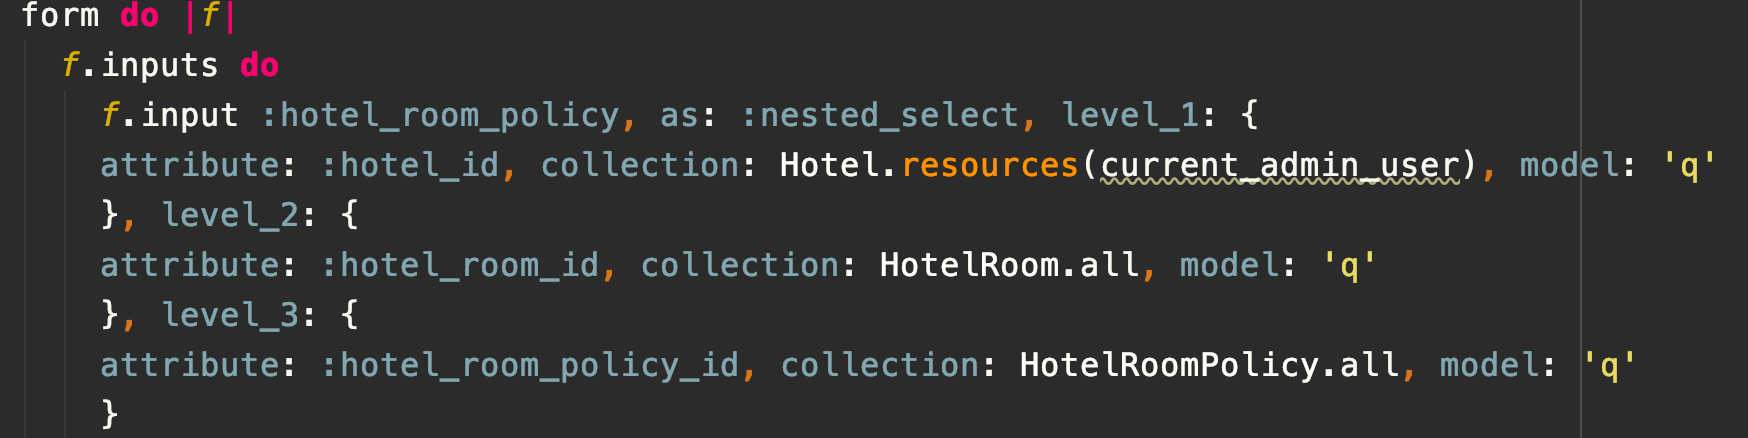 form do |f|
f.inputs do
f.input :hotel_room_policy, as: :nested_select, level_1: {
attribute: :hotel_id, collection: Hotel.resources(current_admin_user), model: 'q'
}, level_2: {
attribute: :hotel_room_id, collection: HotelRoom.all, model: 'q'
}, level_3: {
attribute: :hotel_room_policy_id, collection: HotelRoomPolicy.all, model: 'q'
}